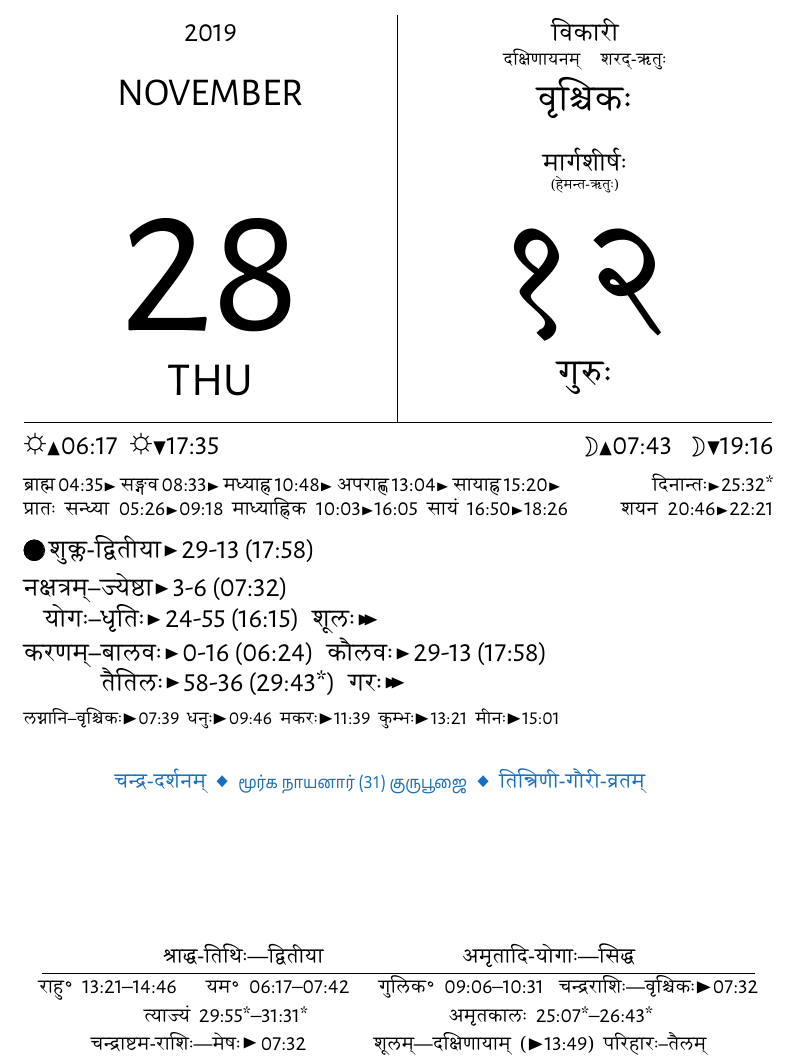 2019
NOVEMBER
28
THU
विकारी
दक्षिणायनम् शरद्-ऋतुः
वृश्चिकः
मार्गशीर्षः
(हेमन्त-ऋतुः)
१२
गुरुः
☼▲06:17 ☼▼17:35 ☽▲07:43 ☽▼19:16
ब्राह्म 04:35► सङ्गव 08:33► मध्याह्न 10:48► अपराह्ण 13:04► सायाह्न 15:20► दिनान्तः►25:32*
प्रातः सन्ध्या 05:26►09:18 माध्याह्निक 10:03►16:05 सायं 16:50►18:26 शयन 20:46►22:21
●शुक्ल-द्वितीया► 29-13 (17:58)
नक्षत्रम्–ज्येष्ठा► 3-6 (07:32)
योगः–धृतिः► 24-55 (16:15) शूलः►►
करणम्–बालवः► 0-16 (06:24) कौलवः► 29-13 (17:58)
तैतिलः► 58-36 (29:43*) गरः►►
लग्नानि–वृश्चिकः►07:39 धनुः►09:46 मकरः►11:39 कुम्भः►13:21 मीनः►15:01
चन्द्र-दर्शनम् ◆ மூர்க நாயனார் (31) குருபூஜை ◆ तिन्त्रिणी-गौरी-व्रतम्
श्राद्ध-तिथिः—द्वितीया अमृतादि-योगाः—सिद्ध
राहु॰ 13:21–14:46 यम॰ 06:17–07:42 गुलिक॰ 09:06–10:31 चन्द्रराशिः—वृश्चिकः►07:32
त्याज्यं 29:55*–31:31* अमृतकालः 25:07*–26:43*
चन्द्राष्टम-राशिः—मेषः► 07:32 शूलम्—दक्षिणायाम् (►13:49) परिहारः–तैलम्